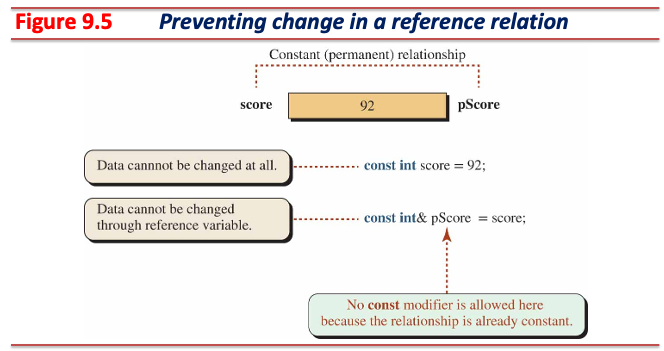 Figure 9.5 Preventing change in a reference relation
Constant (permanent) relationship
score 92 pScore
Data cannnot be changed at all. const int score = 92;
Data cannot be changed
through reference variable. const int& pScore = score;
No const modifier is allowed here
because the relationship is already constant.